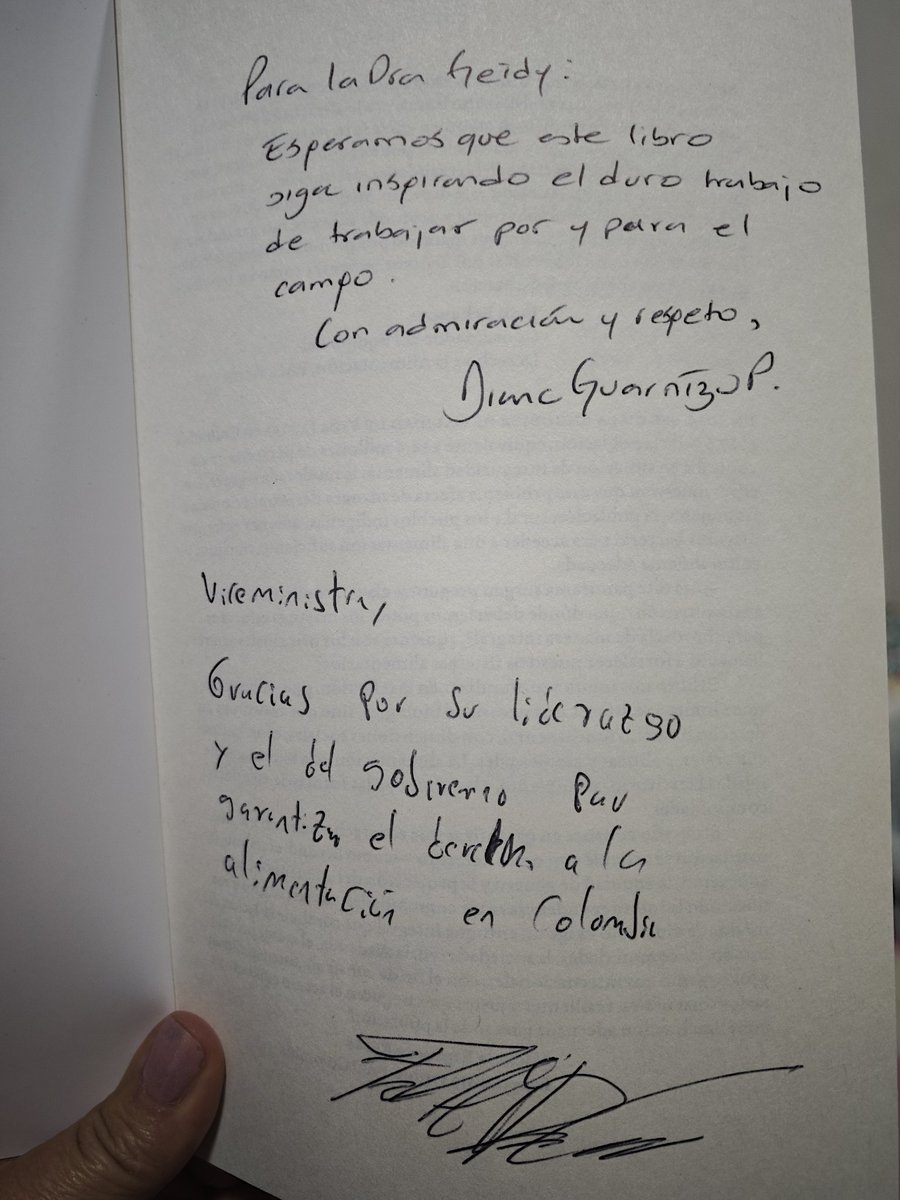 Para la Dra Geidy:
Esperamos que este libro
siga inspirando el duro trabajo
de trabajar por y para el
campo.
Con admiración y respeto,
Diana Guarnizo P.
Viceministra,
Gracias por su liderazgo
y el del gobierno para
garantizar el derecho a la
alimentación en Colombia